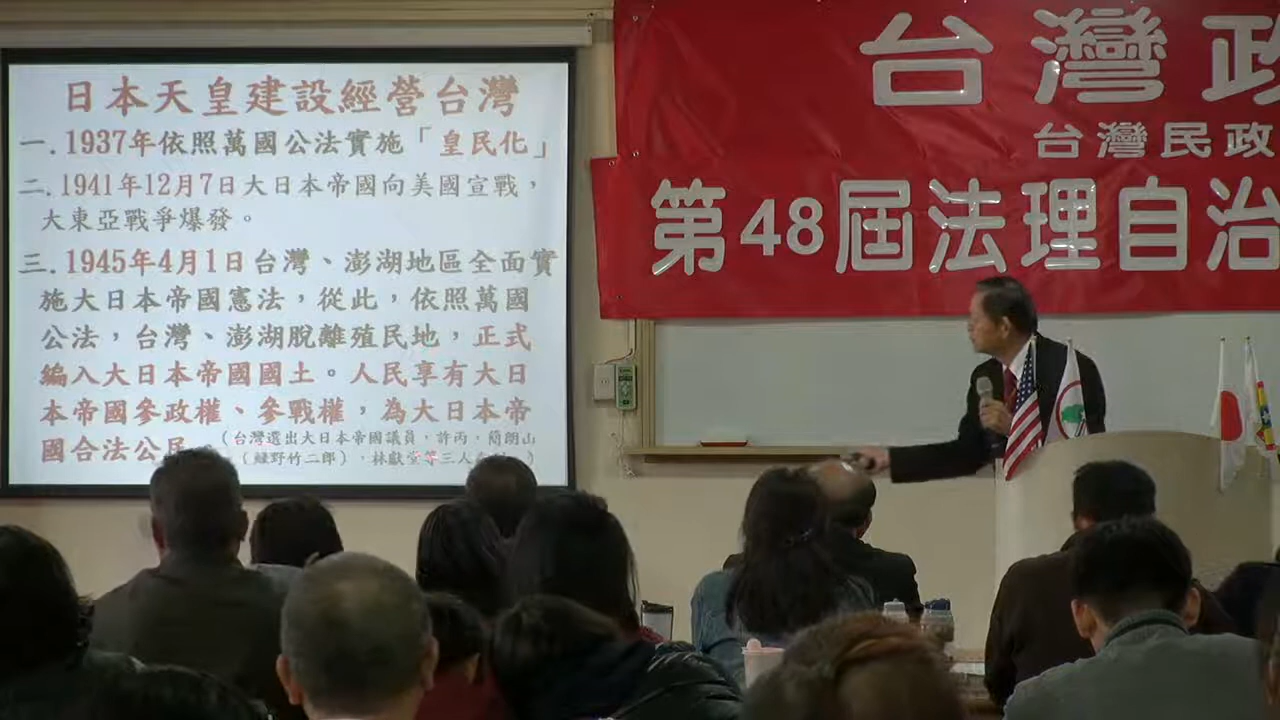 日本天皇建設經營台灣
一. 1937年依照萬國公法實施「皇民化」
二. 1941年12月7日大日本帝國向美國宣戰,
大東亞戰爭爆發。
三. 1945年4月1日台灣、澎湖地區全面實
施大日本帝國憲法, 從此, 依照萬國
公法, 台灣、澎湖脫離殖民地, 正式
編入大日本帝國國土。人民享有大日
本帝國參政權、參戰權, 為大日本帝
國合法公民
(台灣選出大日本帝國議員, 許丙, 簡朗山
(綠野竹二郎), 林獻堂等三人
台灣政
台灣民政
第48屆法理自治